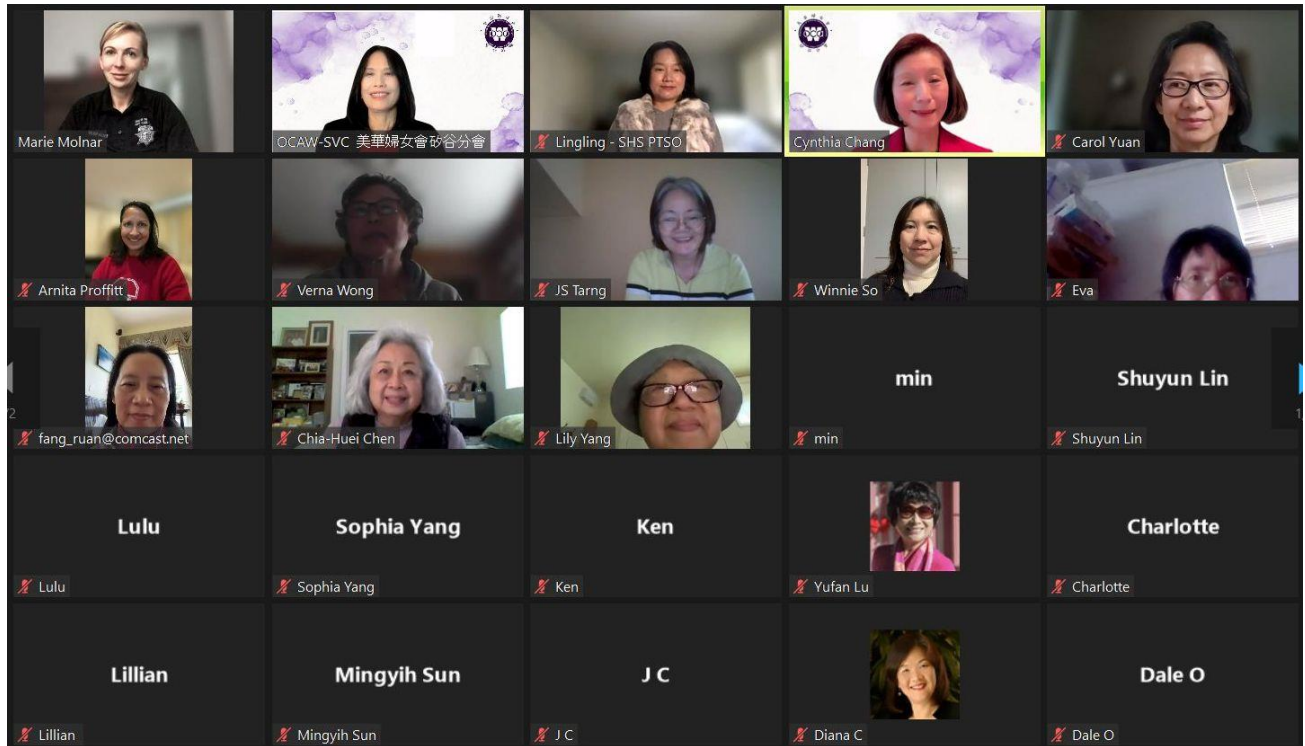 Marie Molnar
OCAW-SVC 美華婦女會矽谷分會
Lingling - SHS PTSO
Cynthia Chang
Carol Yuan
Arnita Proffitt
Verna Wong
JS Tarng
Winnie So
Eva
fang_ruan@comcast.net
Chia-Huei Chen
Lily Yang
min
min
Shuyun Lin
Shuyun Lin
Lulu
Lulu
Sophia Yang
Sophia Yang
Ken
Ken
Yufan Lu
Charlotte
Charlotte
Lillian
Lillian
Mingyih Sun
Mingyih Sun
J C
J C
Diana C
Dale O
Dale O